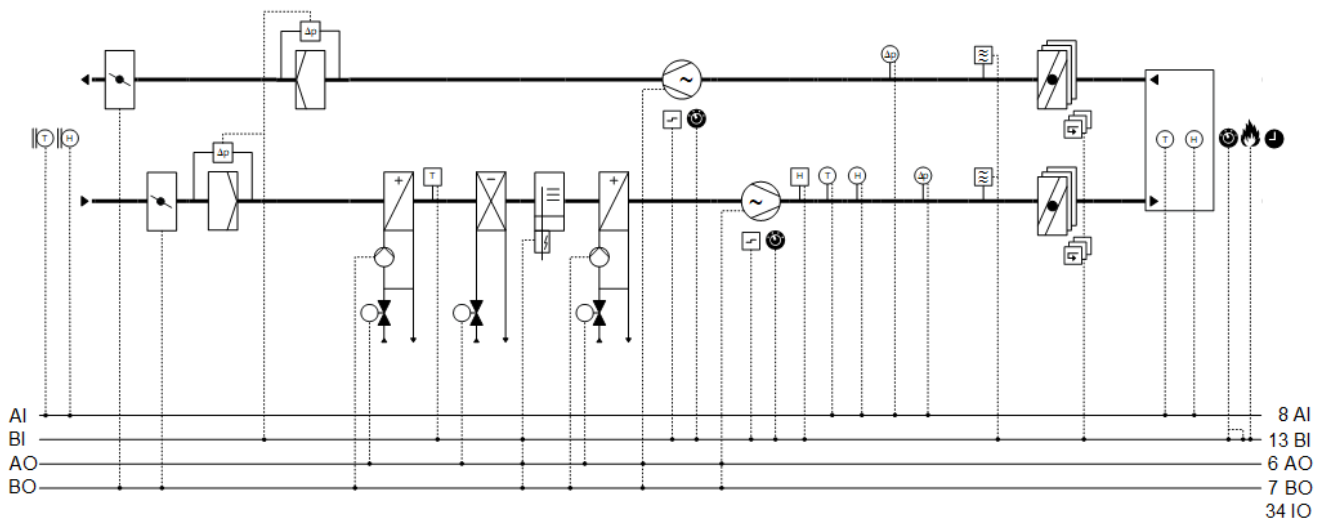 Δp
Δp
~
T H
Δp
T H
+
T
−
+
~
H T H
Δp
AI 8 AI
BI 13 BI
AO 6 AO
BO 7 BO
34 IO